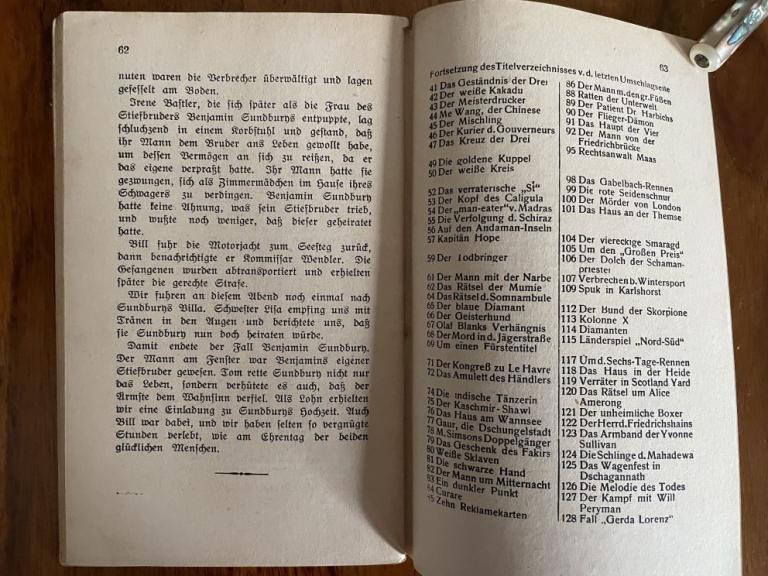 62
nuten waren die Verbrecher überwältigt und lagen
gefesselt am Boden.
Irene Bastler, die sich später als die Frau des
Stiefbruders Benjamin Sundburys entpuppte, lag
schluchzend in einem Korbstuhl und gestand, daß
ihr Mann dem Bruder ans Leben gewollt habe,
um dessen Vermögen an sich zu reißen, da er
das eigene verpraßt hatte. Ihr Mann hatte sie
gezwungen, sich als Zimmermädchen im Hause ihres
Schwagers zu verdingen. Benjamin Sundbury
hatte keine Ahnung, was sein Stiefbruder trieb,
und wußte noch weniger, daß dieser geheiratet
hatte.
Bill fuhr die Motorjacht zum Seesteg zurück,
dann benachrichtigte er Kommissar Wendler. Die
Gefangenen wurden abtransportiert und erhielten
später die gerechte Strafe.
Wir fuhren an diesem Abend noch einmal nach
Sundburys Villa. Schwester Lisa empfing uns mit
Tränen in den Augen und berichtete uns, daß
sie Sundbury nun doch heiraten würde.
Damit endete der Fall Benjamin Sundbury.
Der Mann am Fenster war Benjamins eigener
Stiefbruder gewesen. Tom rette Sundbury nicht nur
das Leben, sondern verhütete es auch, daß der
Ärmste dem Wahnsinn verfiel. Als Lohn erhielten
wir eine Einladung zu Sundburys Hochzeit. Auch
Bill war dabei, und wir haben selten so vergnügte
Stunden verlebt, wie am Ehrentag der beiden
glücklichen Menschen.
63
Fortsetzung des Titelverzeichnisses v. d. letzten Umschlagseite
41 Das Geständnis der Drei
42 Der weiße Kakadu
43 Der Meisterdrucker
44 Me Wang, der Chinese
45 Der Mischling
46 Der Kurier d. Gouverneurs
47 Das Kreuz der Drei
49 Die goldene Kuppel
50 Der weiße Kreis
52 Das verräterische „Si“
53 Der Kopf des Caligula
54 Der „man-eater“ v. Madras
55 Die Verfolgung d. Schiraz
56 Auf den Andaman-Inseln
57 Kapitän Hope
59 Der Todbringer
61 Der Mann mit der Narbe
62 Das Rätsel der Mumie
64 Das Rätsel d. Somnambule
65 Der blaue Diamant
66 Der Geisterhund
67 Olaf Blanks Verhängnis
68 Der Mord in d. Jägerstraße
69 Um einen Fürstentitel
71 Der Kongreß zu Le Havre
72 Das Amulett des Händlers
74 Die indische Tänzerin
75 Der Kaschmir-Shawl
76 Das Haus am Wannsee
77 Gaur, die Dschungelstadt
78 M. Simsons Doppelgänger
79 Das Geschenk des Fakirs
80 Weiße Sklaven
81 Die schwarze Hand
82 Der Mann um Mitternacht
83 Ein dunkler Punkt
84 Curare
85 Zehn Reklamekarten
86 Der Mann m. den gr. Füßen
88 Ratten der Unterwelt
89 Der Patient Dr. Harbichs
90 Der Flieger-Dämon
91 Das Haupt der Vier
92 Der Mann von der
Friedrichbrücke
95 Rechtsanwalt Maas
98 Das Gabelbach-Rennen
99 Die rote Seidenschnur
100 Der Mörder von London
101 Das Haus an der Themse
104 Der viereckige Smaragd
105 Um den „Großen Preis“
106 Der Dolch der Schaman-
priester
107 Verbrechen b. Wintersport
109 Spuk in Karlshorst
112 Der Bund der Skorpione
113 Kolonne X
114 Diamanten
115 Länderspiel „Nord-Süd“
117 Um d. Sechs-Tage-Rennen
118 Das Haus in der Heide
119 Verräter in Scotland Yard
120 Das Rätsel um Alice
Amerong
121 Der unheimliche Boxer
122 Der Herr d. Friedrichshains
123 Das Armband der Yvonne
Sullivan
124 Die Schlinge d. Mahadewa
125 Das Wagenfest in
Dschagannath
126 Die Melodie des Todes
127 Der Kampf mit Will
Peryman
128 Fall „Gerda Lorenz“